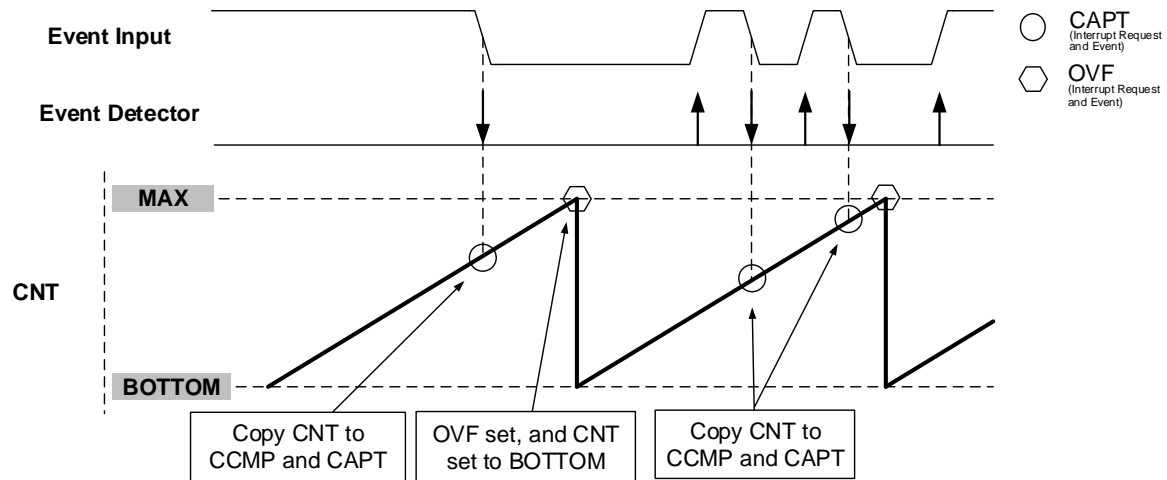 Event Input
CAPT
(Interrupt Request
and Event)
OVF
(Interrupt Request
and Event)
Event Detector
MAX
CNT
BOTTOM
Copy CNT to
CCMP and CAPT
OVF set, and CNT
set to BOTTOM
Copy CNT to
CCMP and CAPT